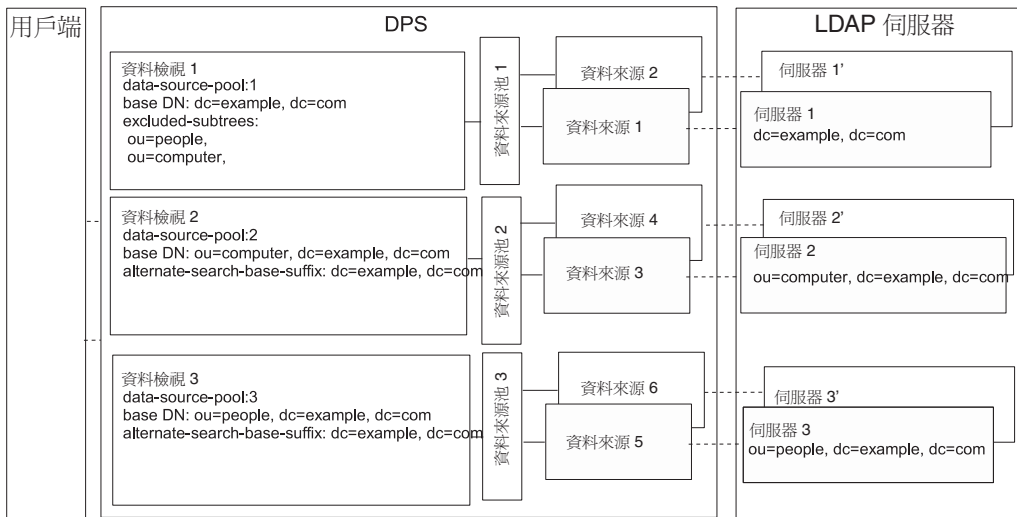 用戶端
DPS
LDAP 伺服器
資料檢視 1
data-source-pool:1
base DN: dc=example, dc=com
excluded-subtrees:
ou=people,
ou=computer,
資料來源池 1
資料來源 2
資料來源 1
伺服器 1’
伺服器 1
dc=example, dc=com
資料檢視 2
data-source-pool:2
base DN: ou=computer, dc=example, dc=com
alternate-search-base-suffix: dc=example, dc=com
資料來源池 2
資料來源 4
資料來源 3
伺服器 2’
伺服器 2
ou=computer, dc=example, dc=com
資料檢視 3
data-source-pool:3
base DN: ou=people, dc=example, dc=com
alternate-search-base-suffix: dc=example, dc=com
資料來源池 3
資料來源 6
資料來源 5
伺服器 3’
伺服器 3
ou=people, dc=example, dc=com